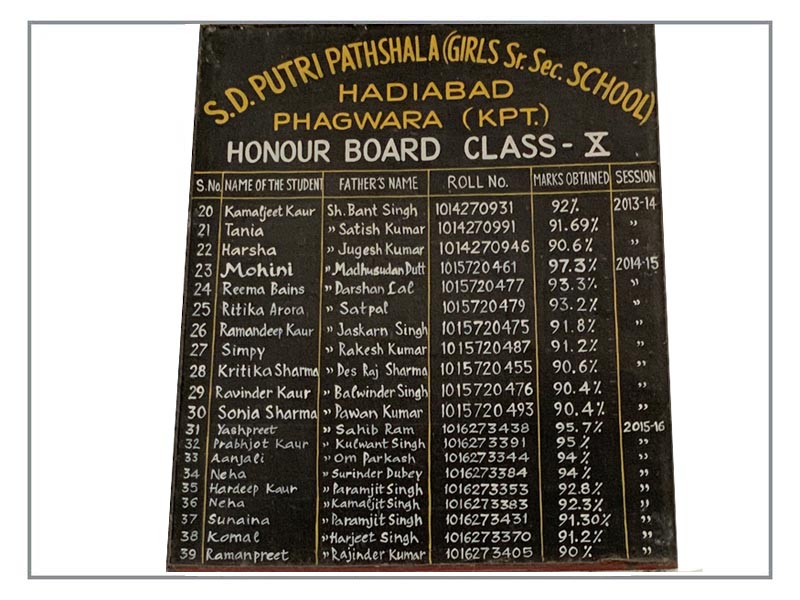 S.D. PUTRI PATHSHALA (GIRLS Sr. Sec. SCHOOL)
HADIABAD
PHAGWARA (KPT.)
HONOUR BOARD CLASS - X
S.No. NAME OF THE STUDENT FATHER'S NAME ROLL No. MARKS OBTAINED SESSION
20 Kamaljeet Kaur Sh. Bant Singh 1014270931 92% 2013-14
21 Tania " Satish Kumar 1014270991 91.69% "
22 Harsha " Jugesh Kumar 1014270946 90.6% "
23 Mohini " Madhusudan Dutt 1015720461 97.3% 2014-15
24 Reema Bains " Darshan Lal 1015720477 93.3% "
25 Ritika Arora " Satpal 1015720479 93.2% "
26 Ramandeep Kaur " Jaskarn Singh 1015720475 91.8% "
27 Simpy " Rakesh Kumar 1015720487 91.2% "
28 Kritika Sharma " Des Raj Sharma 1015720455 90.6% "
29 Ravinder Kaur " Balwinder Singh 1015720476 90.4% "
30 Sonia Sharma " Pawan Kumar 1015720493 90.4% "
31 Yashpreet " Sahib Ram 1016273438 95.7% 2015-16
32 Prabhjot Kaur " Kulwant Singh 1016273391 95% "
33 Aanjali " Om Parkash 1016273344 94% "
34 Neha " Surinder Dubey 1016273384 94% "
35 Hardeep Kaur " Paramjit Singh 1016273353 92.8% "
36 Neha " Kamaljit Singh 1016273383 92.3% "
37 Sunaina " Paramjit Singh 1016273431 91.30% "
38 Komal " Harjeet Singh 1016273370 91.2% "
39 Ramanpreet " Rajinder Kumar 1016273405 90% "